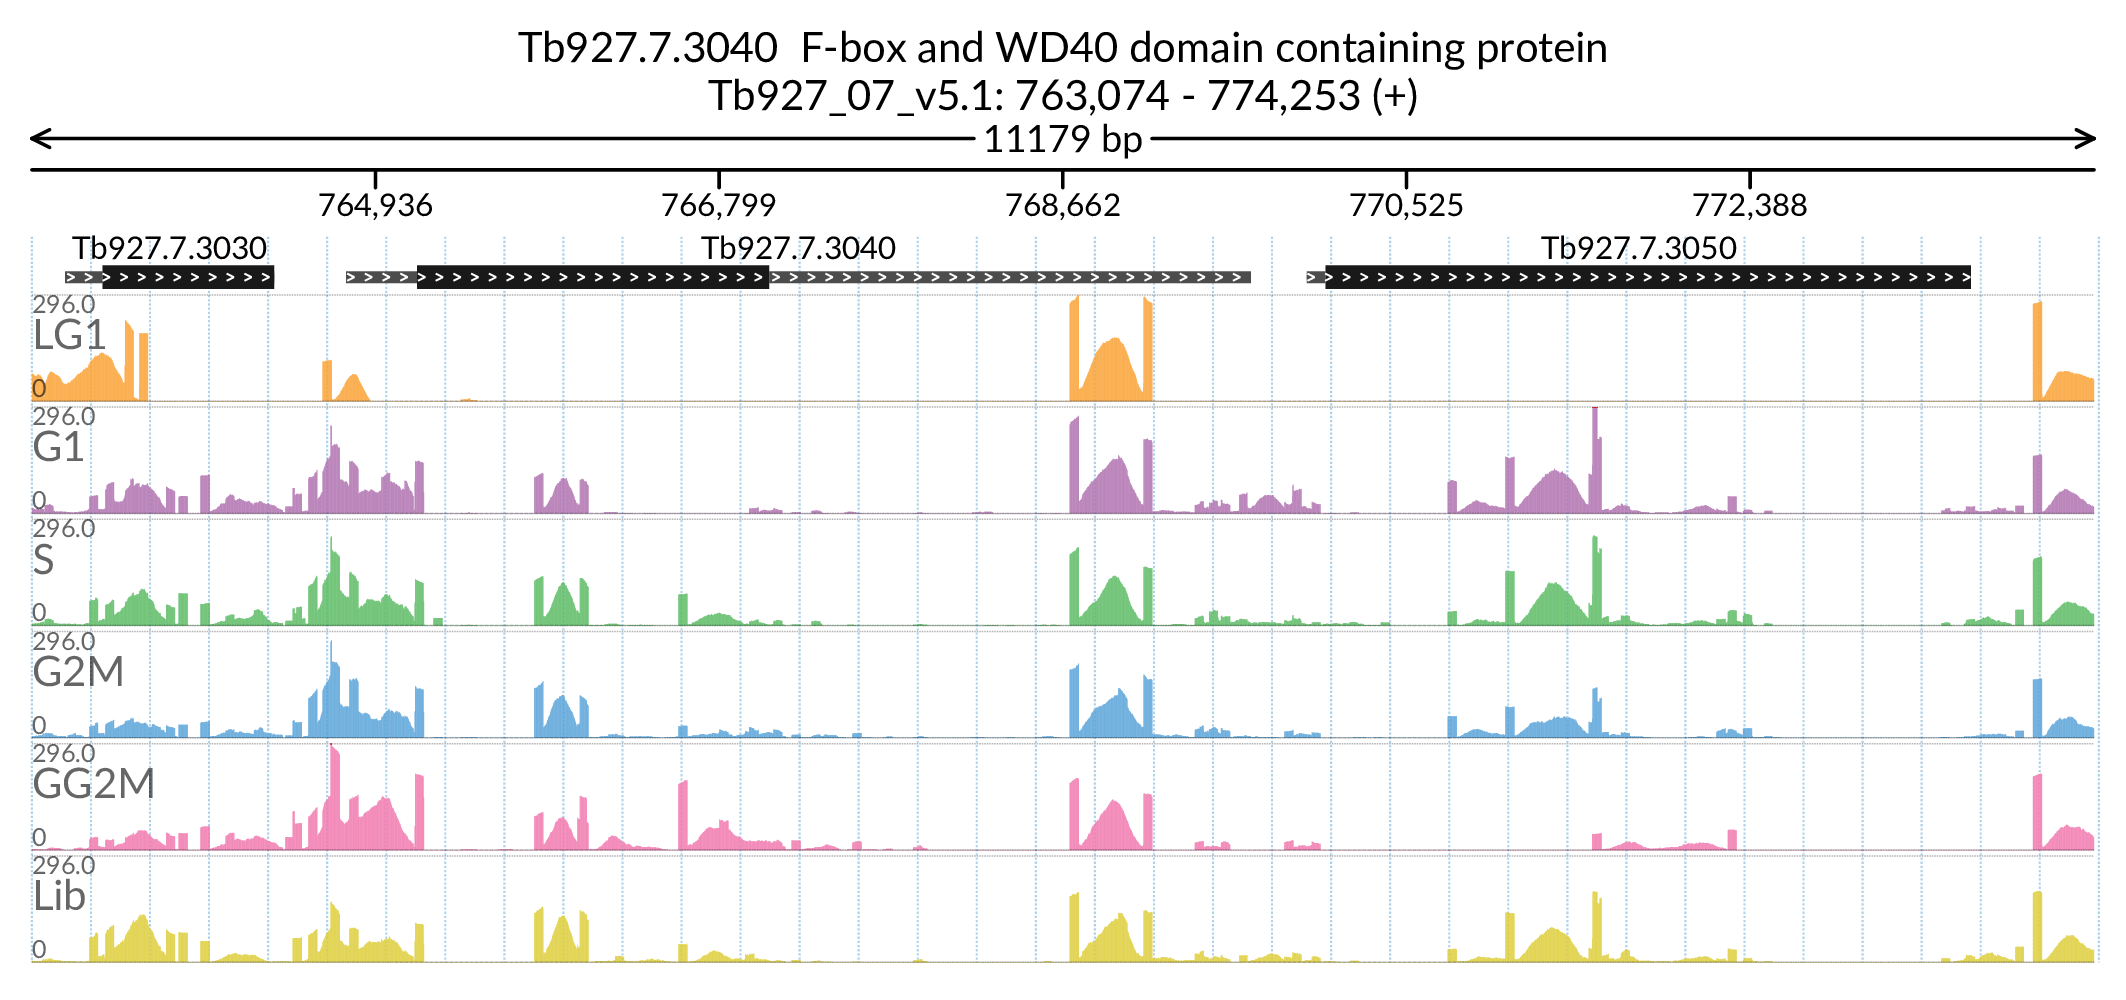 Tb927.7.3040  F-box and WD40 domain containing protein
Tb927_07_v5.1: 763,074 - 774,253 (+)
11179 bp
764,936 766,799 768,662 770,525 772,388
Tb927.7.3030 Tb927.7.3040 Tb927.7.3050
296.0
LG1
0
296.0
G1
0
296.0
S
0
296.0
G2M
0
296.0
GG2M
0
296.0
Lib
0